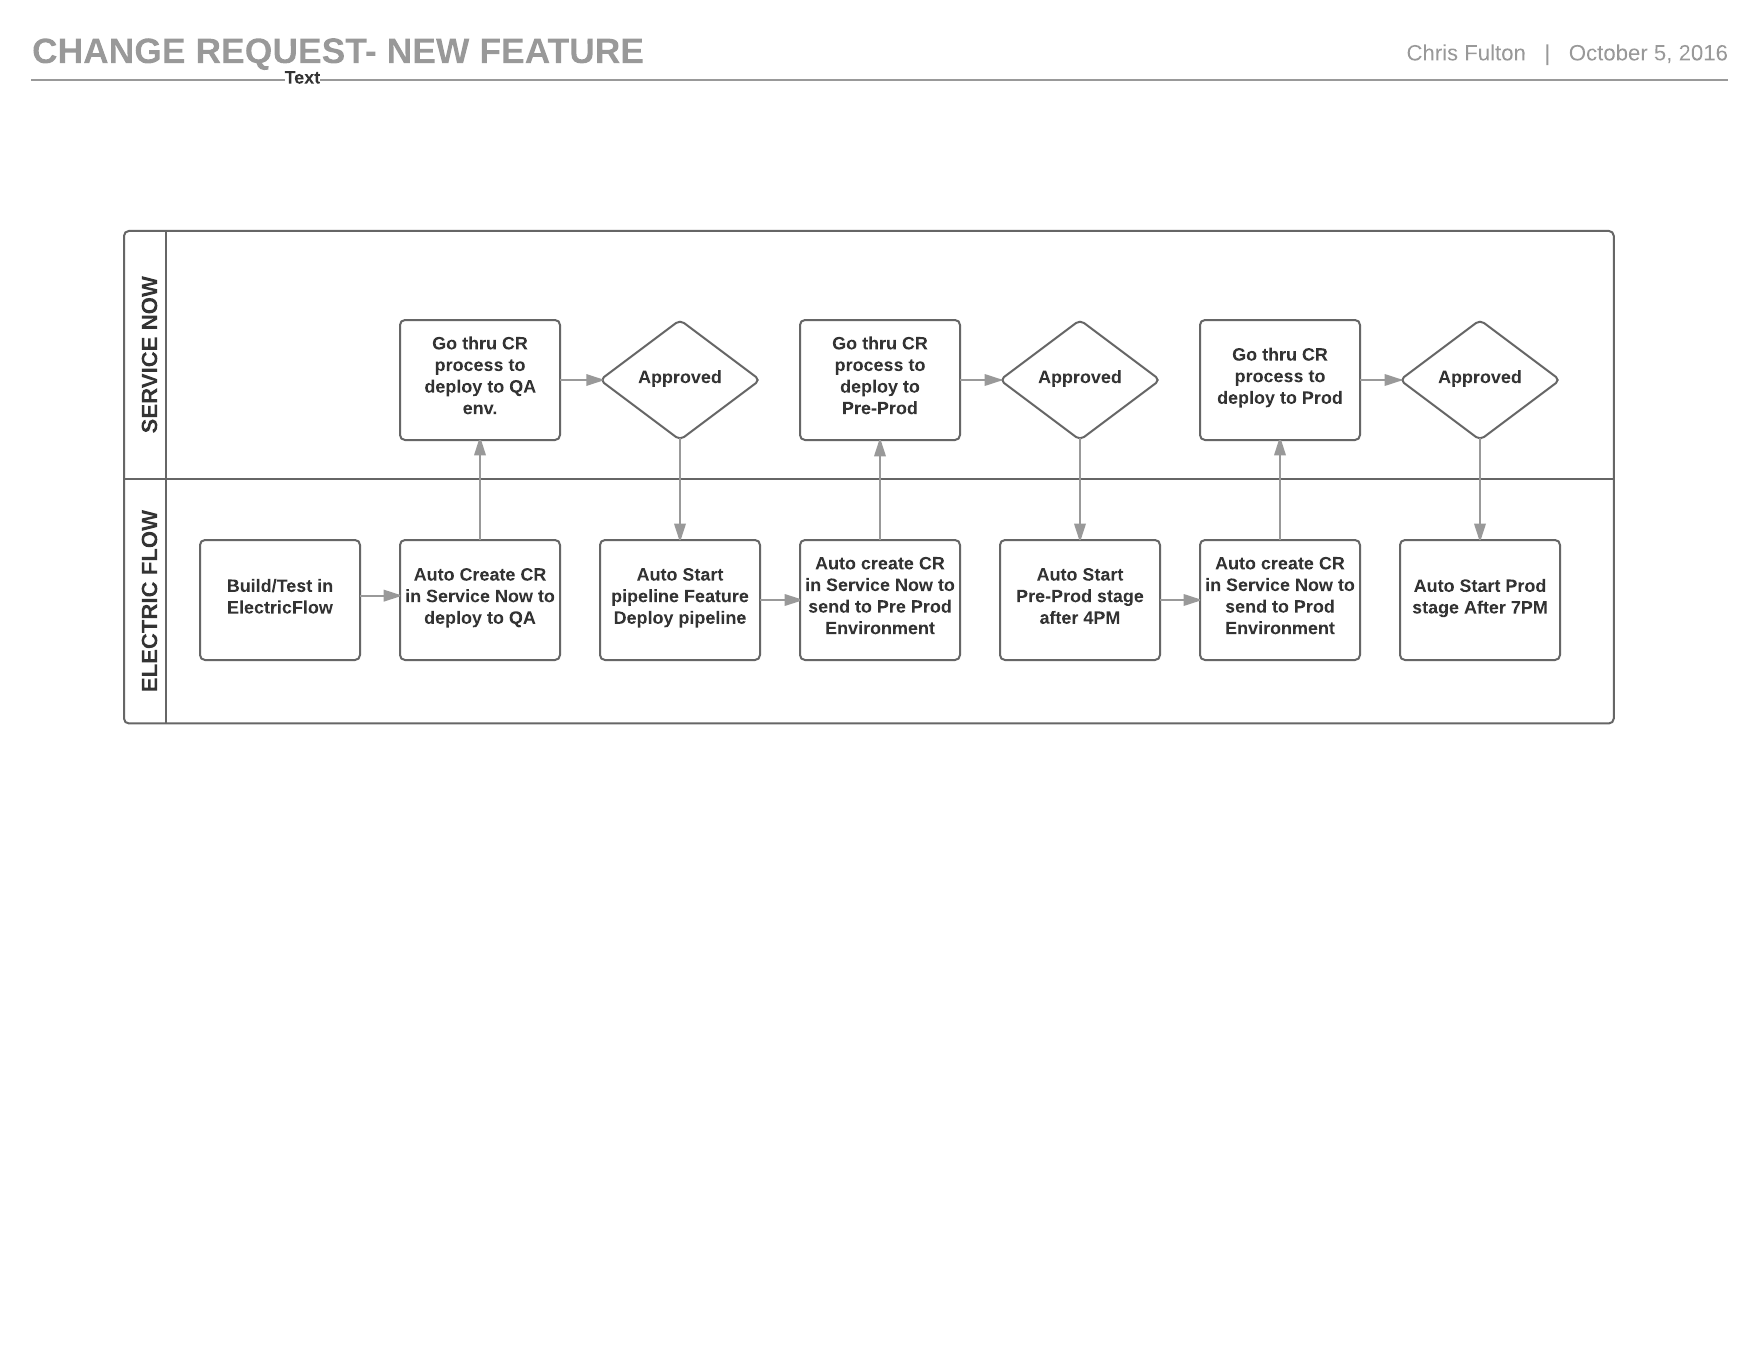 CHANGE REQUEST- NEW FEATURE
Chris Fulton | October 5, 2016
Text
SERVICE NOW
Go thru CR
process to
deploy to QA
env.
Approved
Go thru CR
process to
deploy to
Pre-Prod
Approved
Go thru CR
process to
deploy to Prod
Approved
ELECTRIC FLOW
Build/Test in
ElectricFlow
Auto Create CR
in Service Now to
deploy to QA
Auto Start
pipeline Feature
Deploy pipeline
Auto create CR
in Service Now to
send to Pre Prod
Environment
Auto Start
Pre-Prod stage
after 4PM
Auto create CR
in Service Now to
send to Prod
Environment
Auto Start Prod
stage After 7PM